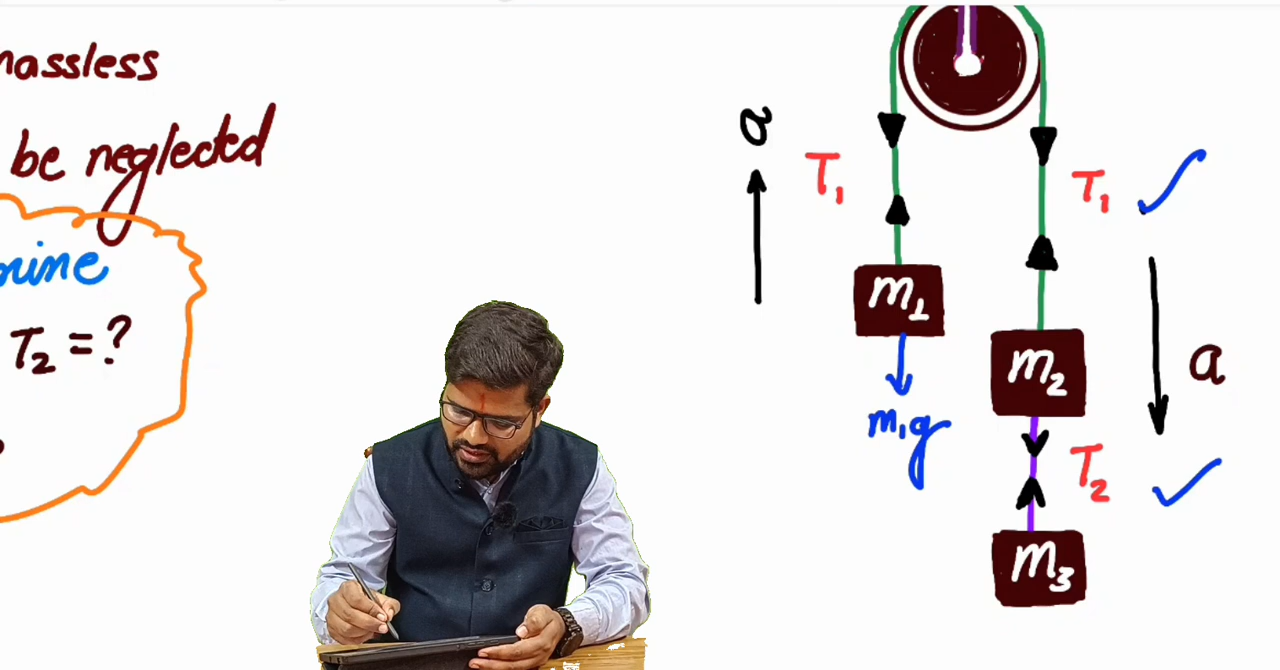 massless
be neglected
mine
T₂ = ?
a
T₁
T₁
m₁
m₁g
m₂
a
T₂
m₃